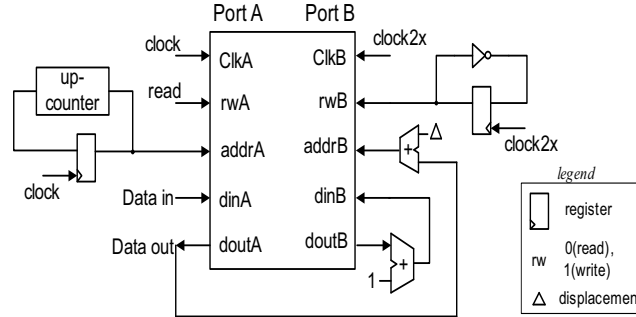 Port A
Port B
clock
ClkA
ClkB
clock2x
up-
counter
read
rwA
rwB
clock2x
addrA
addrB
+
Δ
clock
Data in
dinA
dinB
Data out
doutA
doutB
+
1
legend
register
rw
0(read),
1(write)
Δ
displacemen